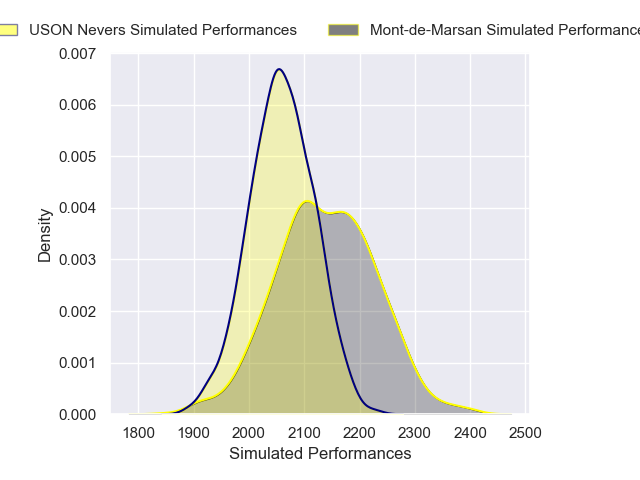 USON Nevers Simulated Performances
Mont-de-Marsan Simulated Performance
0.007
0.006
0.005
0.004
0.003
0.002
0.001
0.000
Density
1800 1900 2000 2100 2200 2300 2400 2500
Simulated Performances